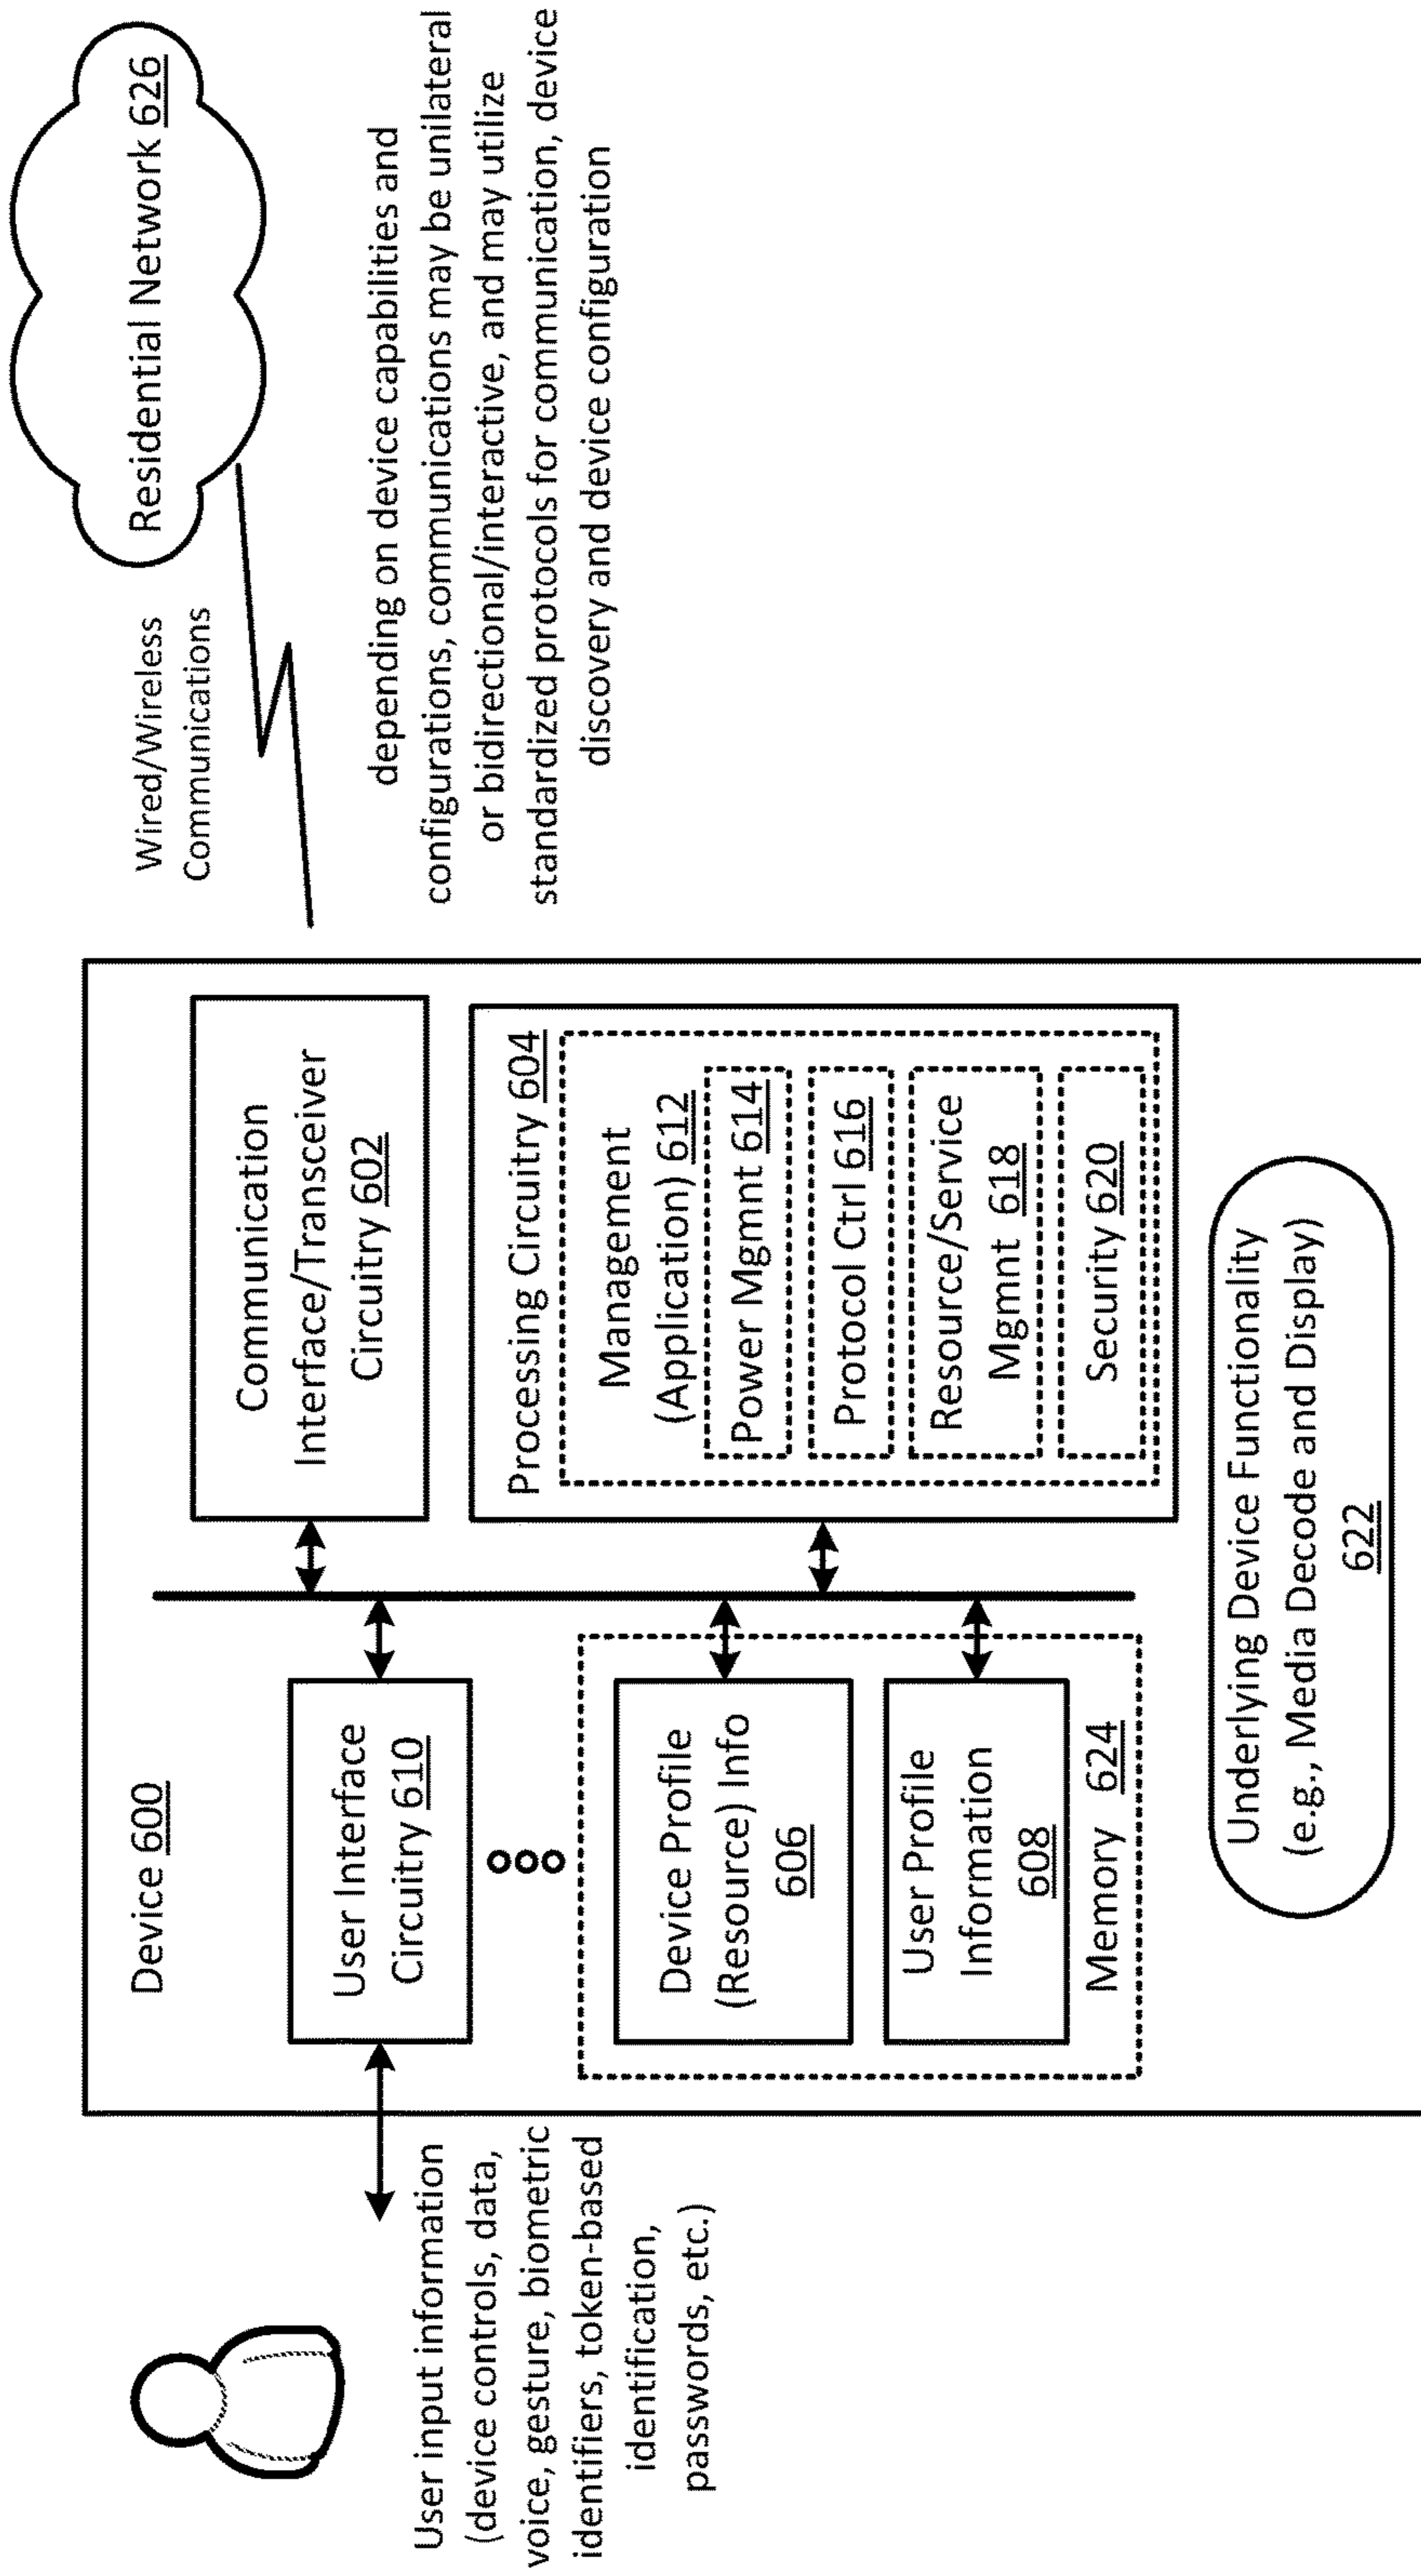 Residential Network 626
Wired/Wireless
Communications
depending on device capabilities and
configurations, communications may be unilateral
or bidirectional/interactive, and may utilize
standardized protocols for communication, device
discovery and device configuration
Device 600
User Interface
Circuitry 610
Communication
Interface/Transceiver
Circuitry 602
User input information
(device controls, data,
voice, gesture, biometric
identifiers, token-based
identification,
passwords, etc.)
Device Profile
(Resource) Info
606
User Profile
Information
608
Memory 624
Processing Circuitry 604
Management
(Application) 612
Power Mgmnt 614
Protocol Ctrl 616
Resource/Service
Mgmnt 618
Security 620
Underlying Device Functionality
(e.g., Media Decode and Display)
622